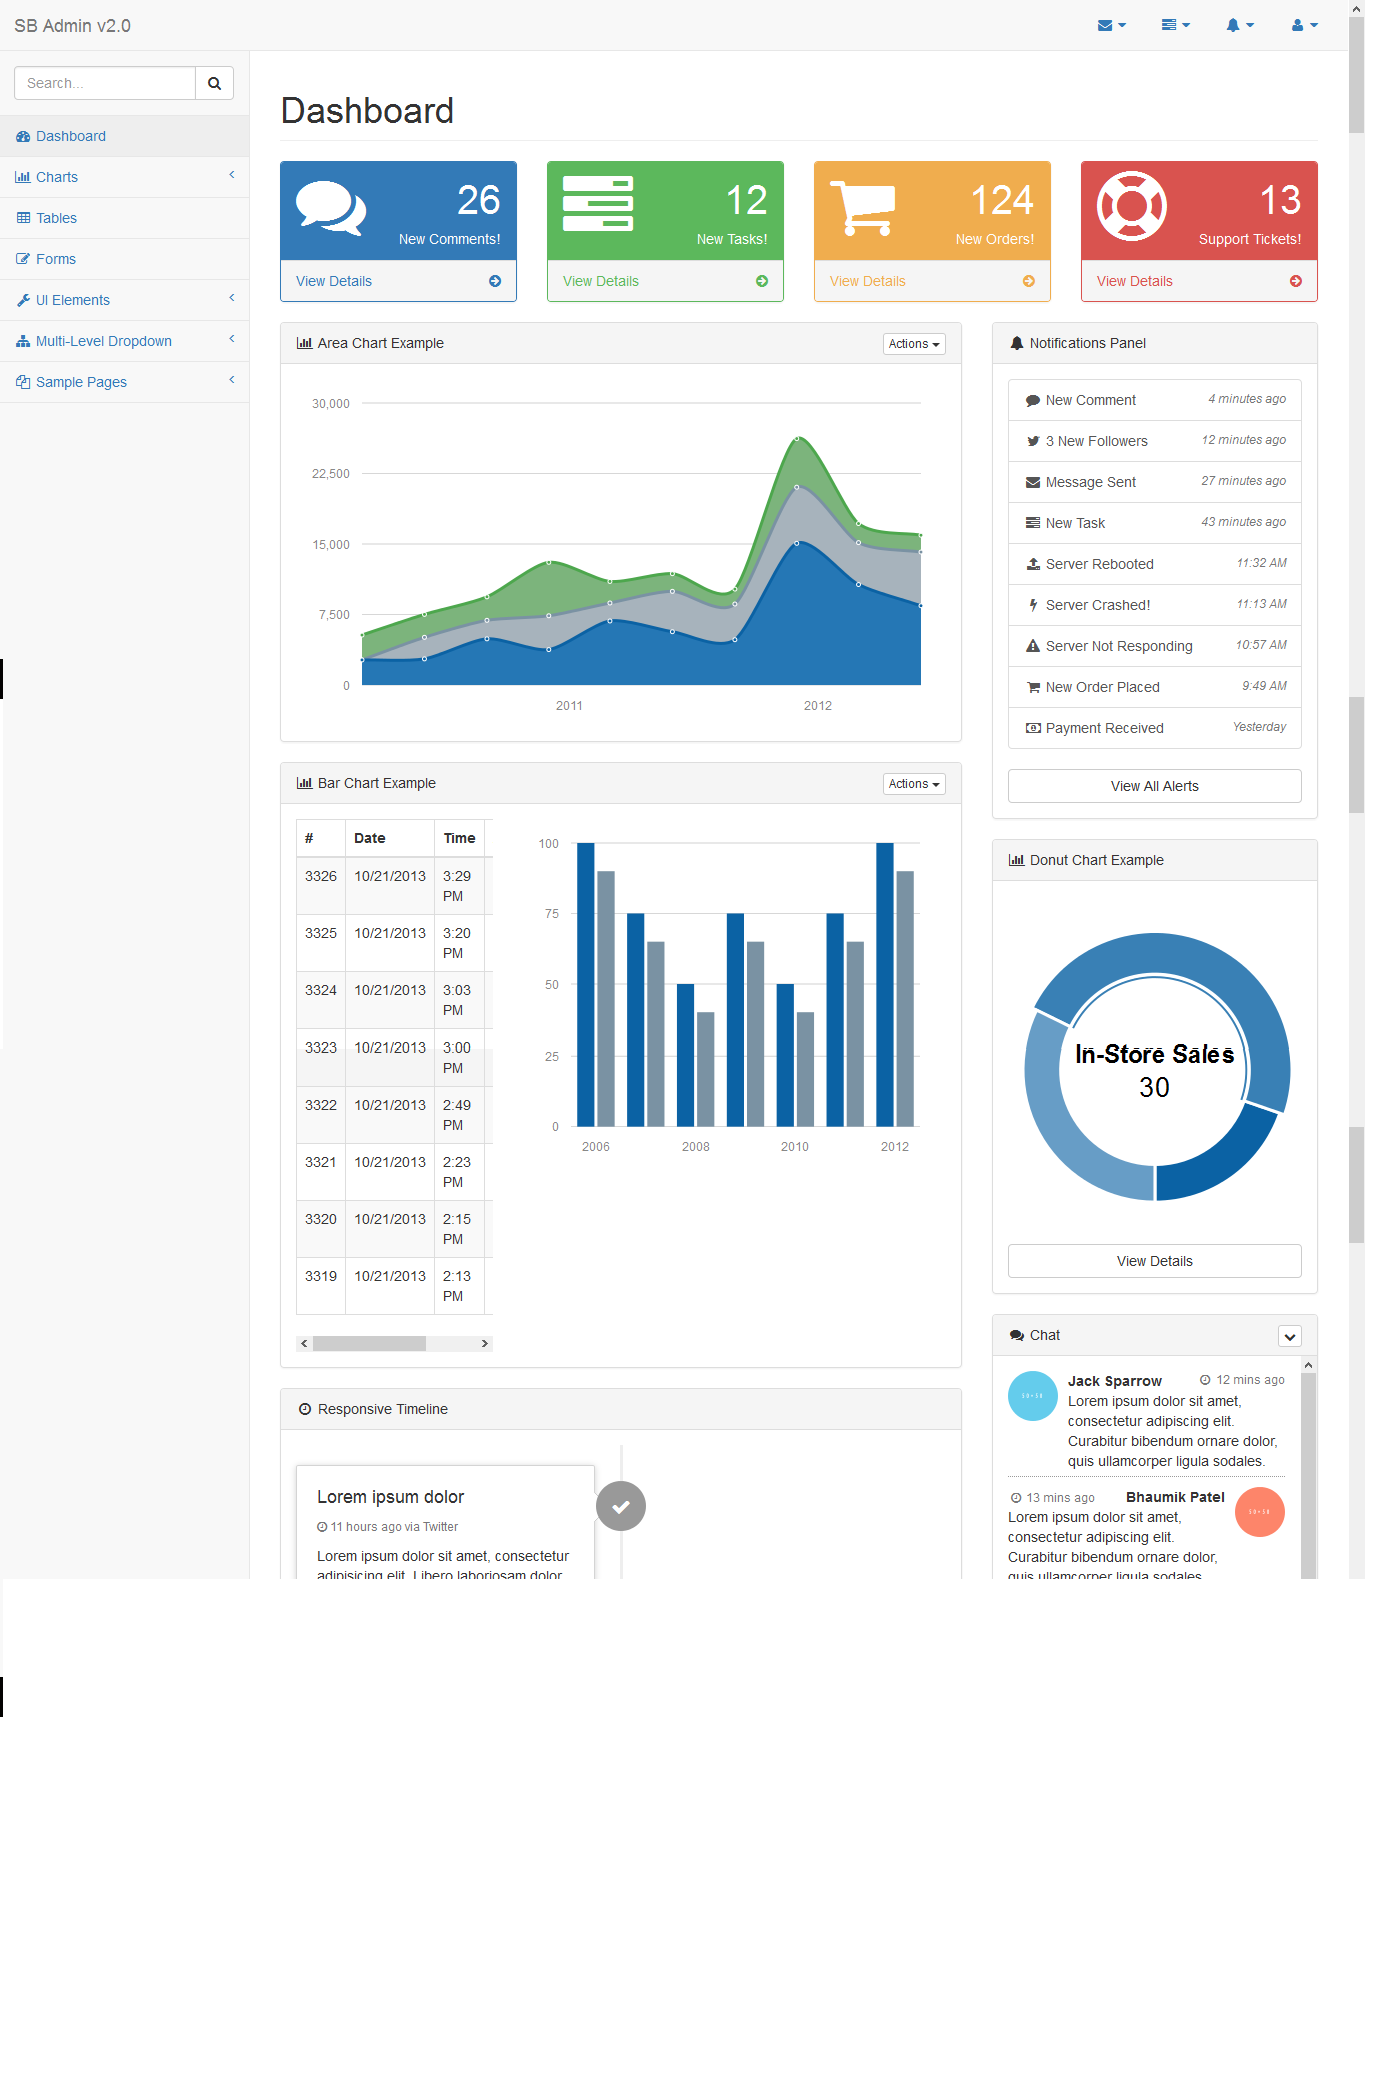 SB Admin v2.0
Search...
Dashboard
Charts
Tables
Forms
UI Elements
Multi-Level Dropdown
Sample Pages
Dashboard
26
New Comments!
View Details
12
New Tasks!
View Details
124
New Orders!
View Details
13
Support Tickets!
View Details
Area Chart Example
Actions
30,000
22,500
15,000
7,500
0
2011 2012
Bar Chart Example
Actions
# Date Time
3326 10/21/2013 3:29
PM
3325 10/21/2013 3:20
PM
3324 10/21/2013 3:03
PM
3323 10/21/2013 3:00
PM
3322 10/21/2013 2:49
PM
3321 10/21/2013 2:23
PM
3320 10/21/2013 2:15
PM
3319 10/21/2013 2:13
PM
100
75
50
25
0
2006 2008 2010 2012
Responsive Timeline
Lorem ipsum dolor
11 hours ago via Twitter
Lorem ipsum dolor sit amet, consectetur
adipisicing elit. Libero laboriosam dolor
Notifications Panel
New Comment 4 minutes ago
3 New Followers 12 minutes ago
Message Sent 27 minutes ago
New Task 43 minutes ago
Server Rebooted 11:32 AM
Server Crashed! 11:13 AM
Server Not Responding 10:57 AM
New Order Placed 9:49 AM
Payment Received Yesterday
View All Alerts
Donut Chart Example
In-Store Sales
30
View Details
Chat
Jack Sparrow 12 mins ago
Lorem ipsum dolor sit amet,
consectetur adipiscing elit.
Curabitur bibendum ornare dolor,
quis ullamcorper ligula sodales.
13 mins ago Bhaumik Patel
Lorem ipsum dolor sit amet,
consectetur adipiscing elit.
Curabitur bibendum ornare dolor,
quis ullamcorper ligula sodales